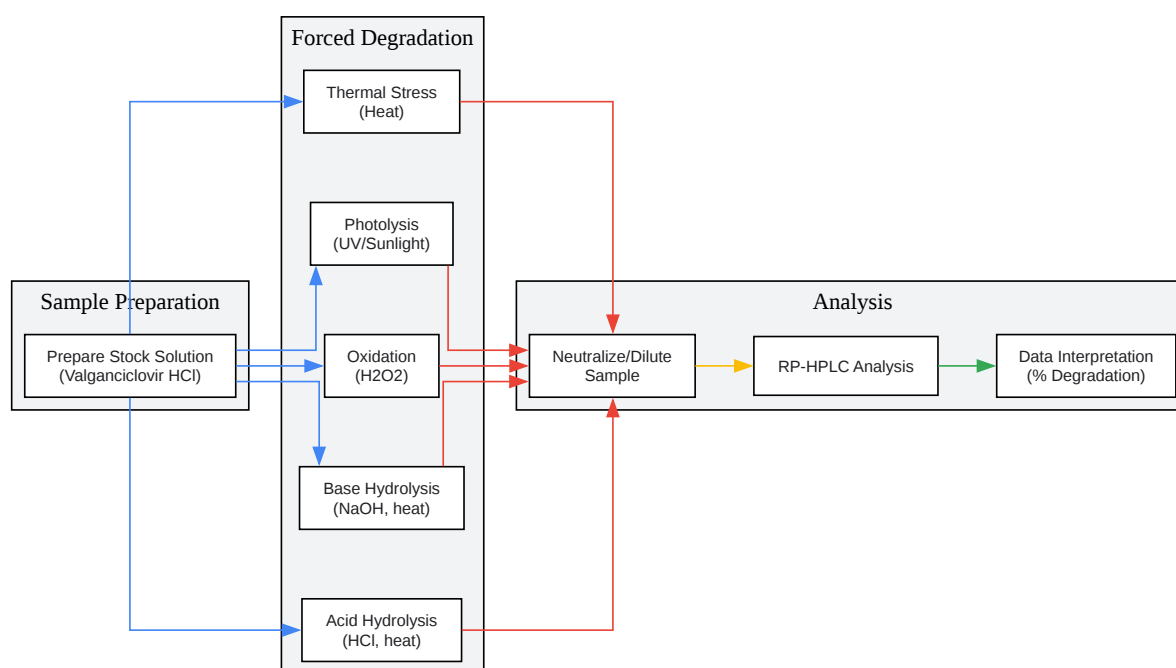 Forced Degradation
Thermal Stress
(Heat)
Photolysis
(UV/Sunlight)
Sample Preparation
Prepare Stock Solution
(Valganciclovir HCl)
Oxidation
(H2O2)
Base Hydrolysis
(NaOH, heat)
Acid Hydrolysis
(HCl, heat)
Analysis
Neutralize/Dilute
Sample
RP-HPLC Analysis
Data Interpretation
(% Degradation)